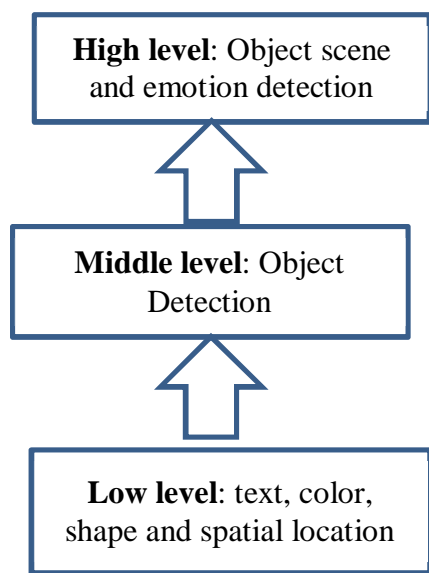 High level: Object scene
and emotion detection
Middle level: Object
Detection
Low level: text, color,
shape and spatial location